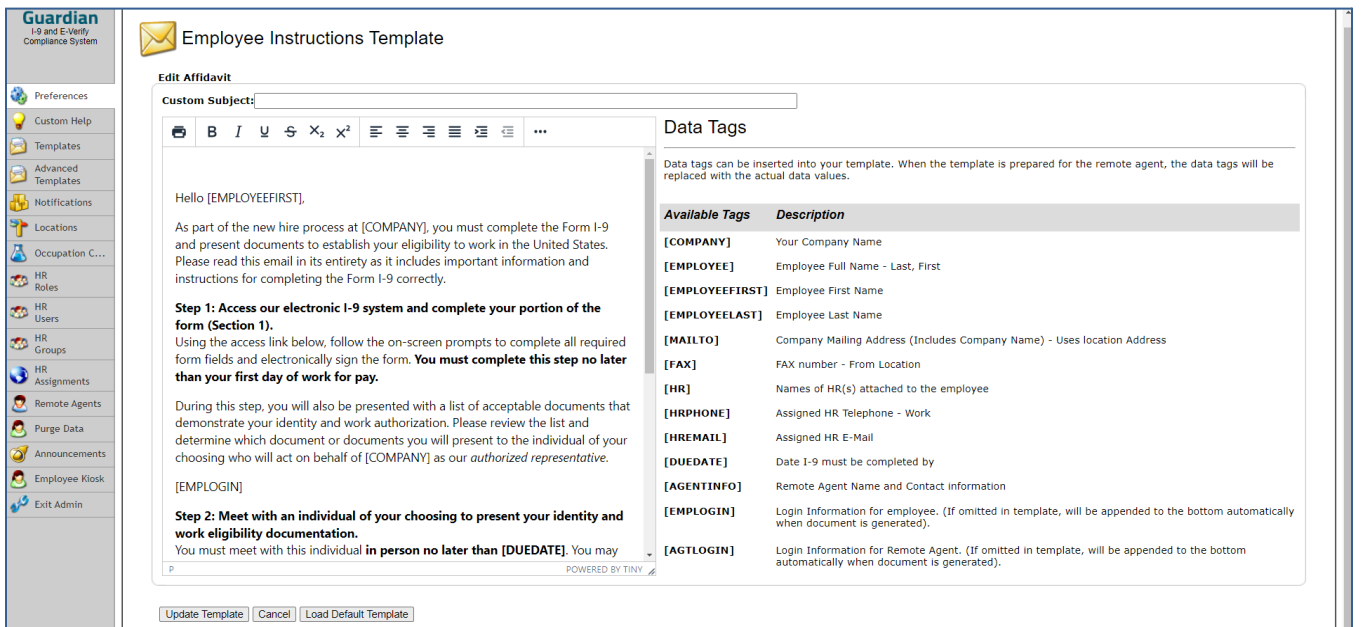 Guardian
I-9 and E-Verify
Compliance System
Preferences
Custom Help
Templates
Advanced
Templates
Notifications
Locations
Occupation C...
HR
Roles
HR
Users
HR
Groups
HR
Assignments
Remote Agents
Purge Data
Announcements
Employee Kiosk
Exit Admin
Employee Instructions Template
Edit Affidavit
Custom Subject:
B I U S X₂ X²
Hello [EMPLOYEEFIRST],
As part of the new hire process at [COMPANY], you must complete the Form I-9
and present documents to establish your eligibility to work in the United States.
Please read this email in its entirety as it includes important information and
instructions for completing the Form I-9 correctly.
Step 1: Access our electronic I-9 system and complete your portion of the
form (Section 1).
Using the access link below, follow the on-screen prompts to complete all required
form fields and electronically sign the form. You must complete this step no later
than your first day of work for pay.
During this step, you will also be presented with a list of acceptable documents that
demonstrate your identity and work authorization. Please review the list and
determine which document or documents you will present to the individual of your
choosing who will act on behalf of [COMPANY] as our authorized representative.
[EMPLOGIN]
Step 2: Meet with an individual of your choosing to present your identity and
work eligibility documentation.
You must meet with this individual in person no later than [DUEDATE]. You may
P POWERED BY TINY
Data Tags
Data tags can be inserted into your template. When the template is prepared for the remote agent, the data tags will be
replaced with the actual data values.
Available Tags Description
[COMPANY] Your Company Name
[EMPLOYEE] Employee Full Name - Last, First
[EMPLOYEEFIRST] Employee First Name
[EMPLOYEELAST] Employee Last Name
[MAILTO] Company Mailing Address (Includes Company Name) - Uses location Address
[FAX] FAX number - From Location
[HR] Names of HR(s) attached to the employee
[HRPHONE] Assigned HR Telephone - Work
[HREMAIL] Assigned HR E-Mail
[DUEDATE] Date I-9 must be completed by
[AGENTINFO] Remote Agent Name and Contact information
[EMPLOGIN] Login Information for employee. (If omitted in template, will be appended to the bottom automatically
when document is generated).
[AGTLOGIN] Login Information for Remote Agent. (If omitted in template, will be appended to the bottom
automatically when document is generated).
Update Template Cancel Load Default Template